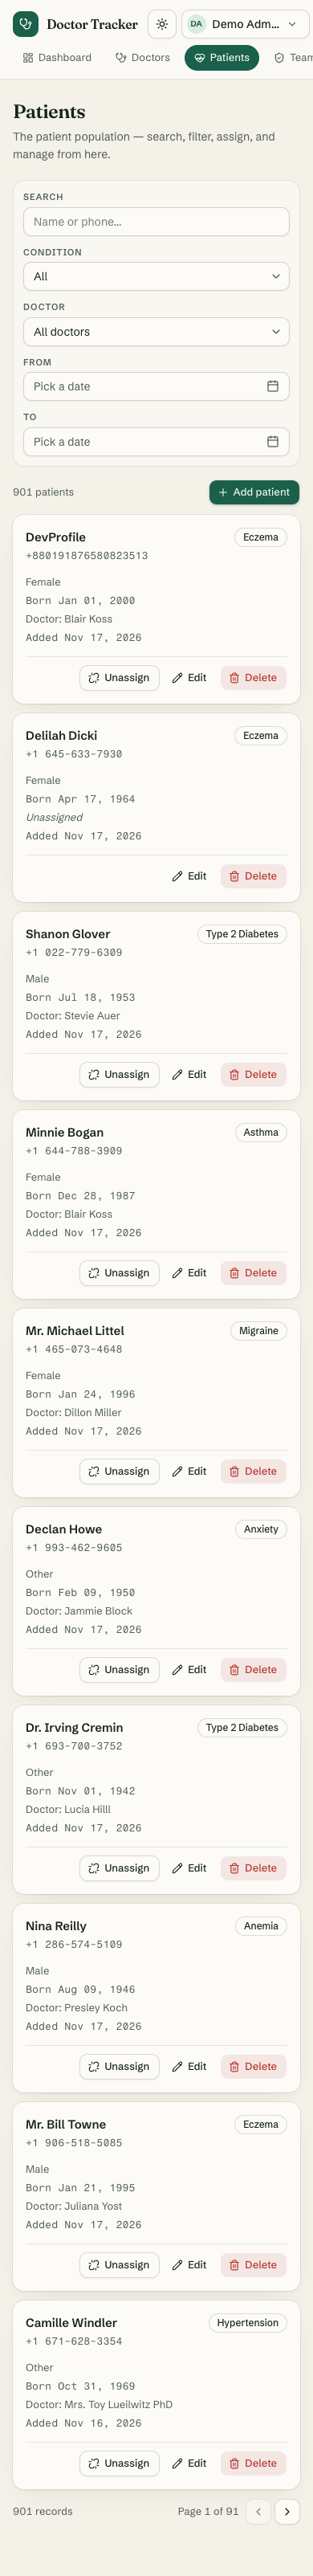 Doctor Tracker
DA Demo Adm...
Dashboard Doctors Patients Team
Patients
The patient population — search, filter, assign, and
manage from here.
SEARCH
Name or phone...
CONDITION
All
DOCTOR
All doctors
FROM
Pick a date
TO
Pick a date
901 patients
Add patient
DevProfile Eczema
+880191876580823513
Female
Born Jan 01, 2000
Doctor: Blair Koss
Added Nov 17, 2026
Unassign Edit Delete
Delilah Dicki Eczema
+1 645-633-7930
Female
Born Apr 17, 1964
Unassigned
Added Nov 17, 2026
Edit Delete
Shanon Glover Type 2 Diabetes
+1 022-779-6309
Male
Born Jul 18, 1953
Doctor: Stevie Auer
Added Nov 17, 2026
Unassign Edit Delete
Minnie Bogan Asthma
+1 644-788-3909
Female
Born Dec 28, 1987
Doctor: Blair Koss
Added Nov 17, 2026
Unassign Edit Delete
Mr. Michael Littel Migraine
+1 465-073-4648
Female
Born Jan 24, 1996
Doctor: Dillon Miller
Added Nov 17, 2026
Unassign Edit Delete
Declan Howe Anxiety
+1 993-462-9605
Other
Born Feb 09, 1950
Doctor: Jammie Block
Added Nov 17, 2026
Unassign Edit Delete
Dr. Irving Cremin Type 2 Diabetes
+1 693-700-3752
Other
Born Nov 01, 1942
Doctor: Lucia Hilll
Added Nov 17, 2026
Unassign Edit Delete
Nina Reilly Anemia
+1 286-574-5109
Male
Born Aug 09, 1946
Doctor: Presley Koch
Added Nov 17, 2026
Unassign Edit Delete
Mr. Bill Towne Eczema
+1 906-518-5085
Male
Born Jan 21, 1995
Doctor: Juliana Yost
Added Nov 17, 2026
Unassign Edit Delete
Camille Windler Hypertension
+1 671-628-3354
Other
Born Oct 31, 1969
Doctor: Mrs. Toy Lueilwitz PhD
Added Nov 16, 2026
Unassign Edit Delete
901 records Page 1 of 91